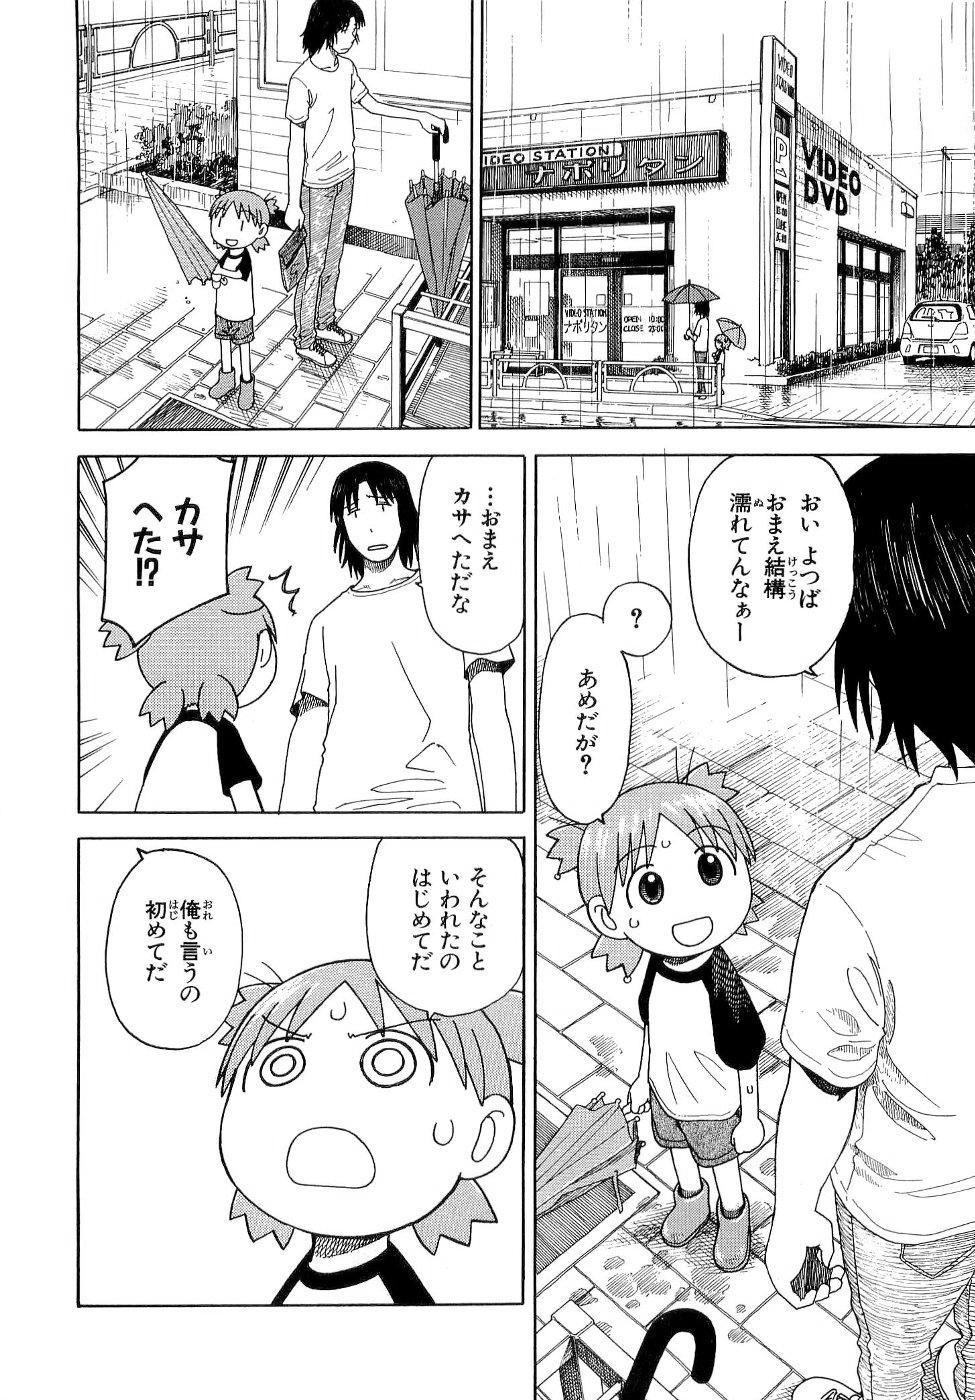 VIDEO STATION
ナポリタン
VIDEO
DVD
VIDEO STATION
ナポリタン
OPEN 10:00
P
おい よつば
おまえ結構
濡れてんなぁー
?
あめだが?
…おまえ
カサへただな
カサ
へた!?
そんなこと
いわれたの
はじめてだ
俺も言うの
初めてだ